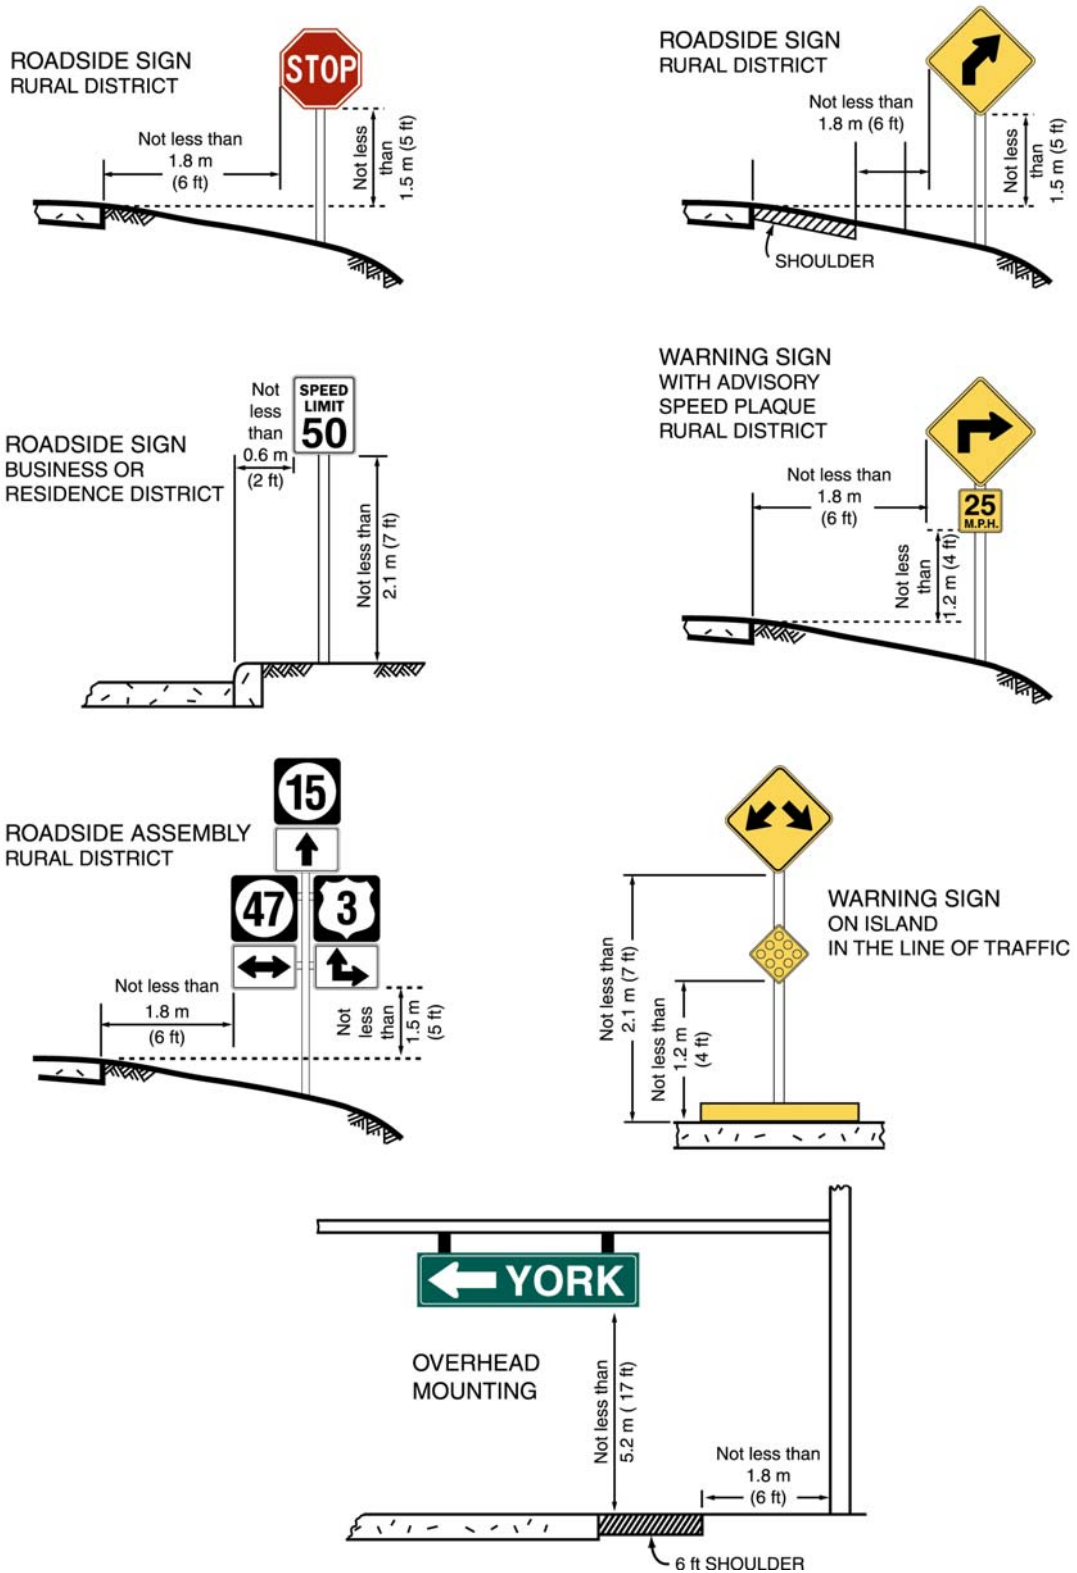 ROADSIDE SIGN
RURAL DISTRICT
STOP
Not less than
1.8 m
(6 ft)
Not less
than
1.5 m (5 ft)
ROADSIDE SIGN
RURAL DISTRICT
Not less than
1.8 m (6 ft)
Not less
than
1.5 m (5 ft)
SHOULDER
ROADSIDE SIGN
BUSINESS OR
RESIDENCE DISTRICT
Not
less
than
0.6 m
(2 ft)
SPEED
LIMIT
50
Not less than
2.1 m (7 ft)
WARNING SIGN
WITH ADVISORY
SPEED PLAQUE
RURAL DISTRICT
Not less than
1.8 m
(6 ft)
25
M.P.H.
Not less
than
1.2 m (4 ft)
ROADSIDE ASSEMBLY
RURAL DISTRICT
15
47
3
Not less than
1.8 m
(6 ft)
Not
less
than
1.5 m
(5 ft)
WARNING SIGN
ON ISLAND
IN THE LINE OF TRAFFIC
Not less than
2.1 m (7 ft)
Not less than
1.2 m
(4 ft)
YORK
OVERHEAD
MOUNTING
Not less than
5.2 m ( 17 ft)
Not less than
1.8 m
(6 ft)
6 ft SHOULDER